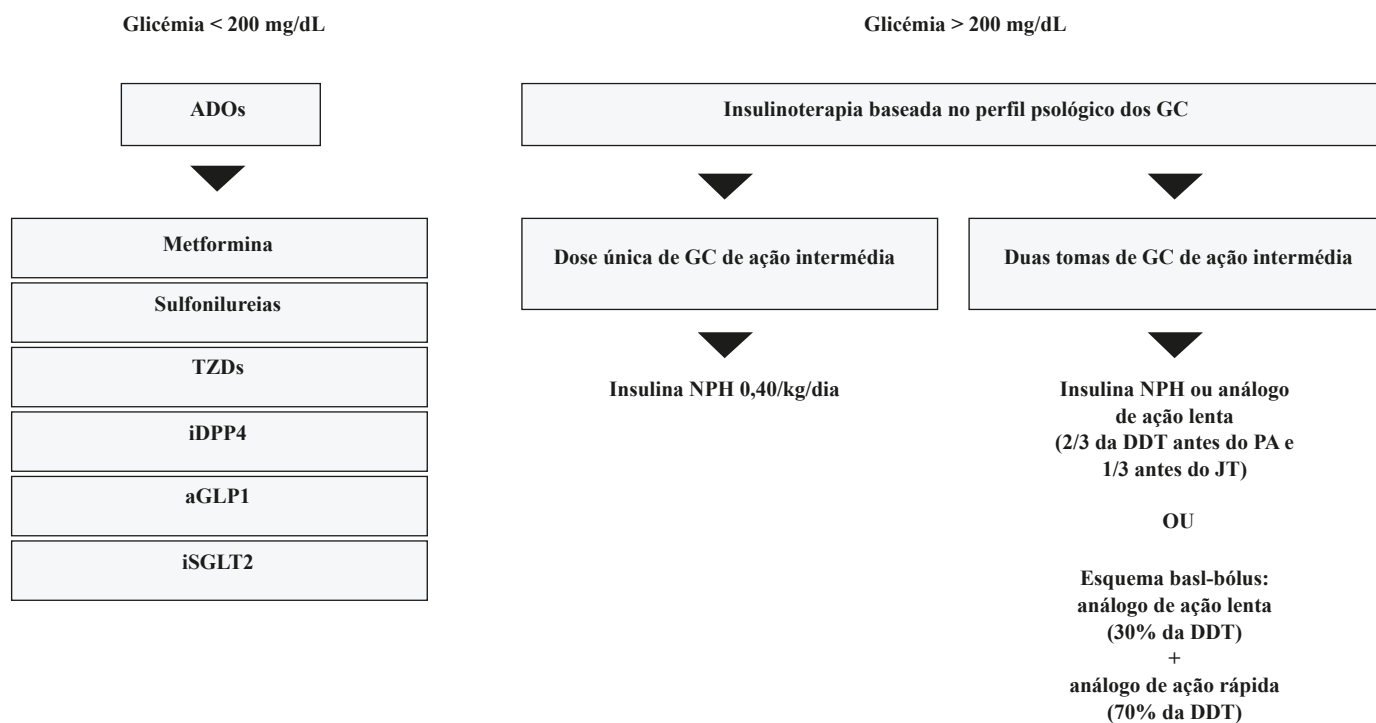 Glicémia < 200 mg/dL
Glicémia > 200 mg/dL
ADOs
Insulinoterapia baseada no perfil psológico dos GC
Metformina
Sulfonilureias
TZDs
iDPP4
aGLP1
iSGLT2
Dose única de GC de ação intermédia
Duas tomas de GC de ação intermédia
Insulina NPH 0,40/kg/dia
Insulina NPH ou análogo
de ação lenta
(2/3 da DDT antes do PA e
1/3 antes do JT)
OU
Esquema basl-bólus:
análogo de ação lenta
(30% da DDT)
+
análogo de ação rápida
(70% da DDT)